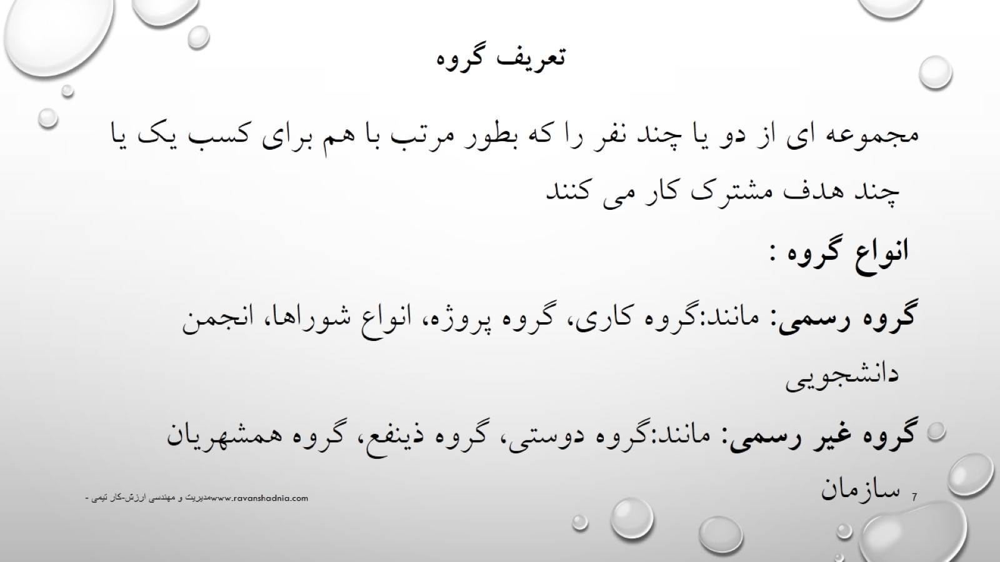 تعریف گروه
مجموعه ای از دو یا چند نفر را که بطور مرتب با هم برای کسب یک یا
چند هدف مشترک کار می کنند
انواع گروه :
گروه رسمی: مانند:گروه کاری، گروه پروژه، انواع شوراها، انجمن
دانشجویی
گروه غیر رسمی: مانند:گروه دوستی، گروه ذینفع، گروه همشهریان
سازمان
7
www.ravanshadnia.comمدیریت و مهندسی ارزش-کار تیمی -